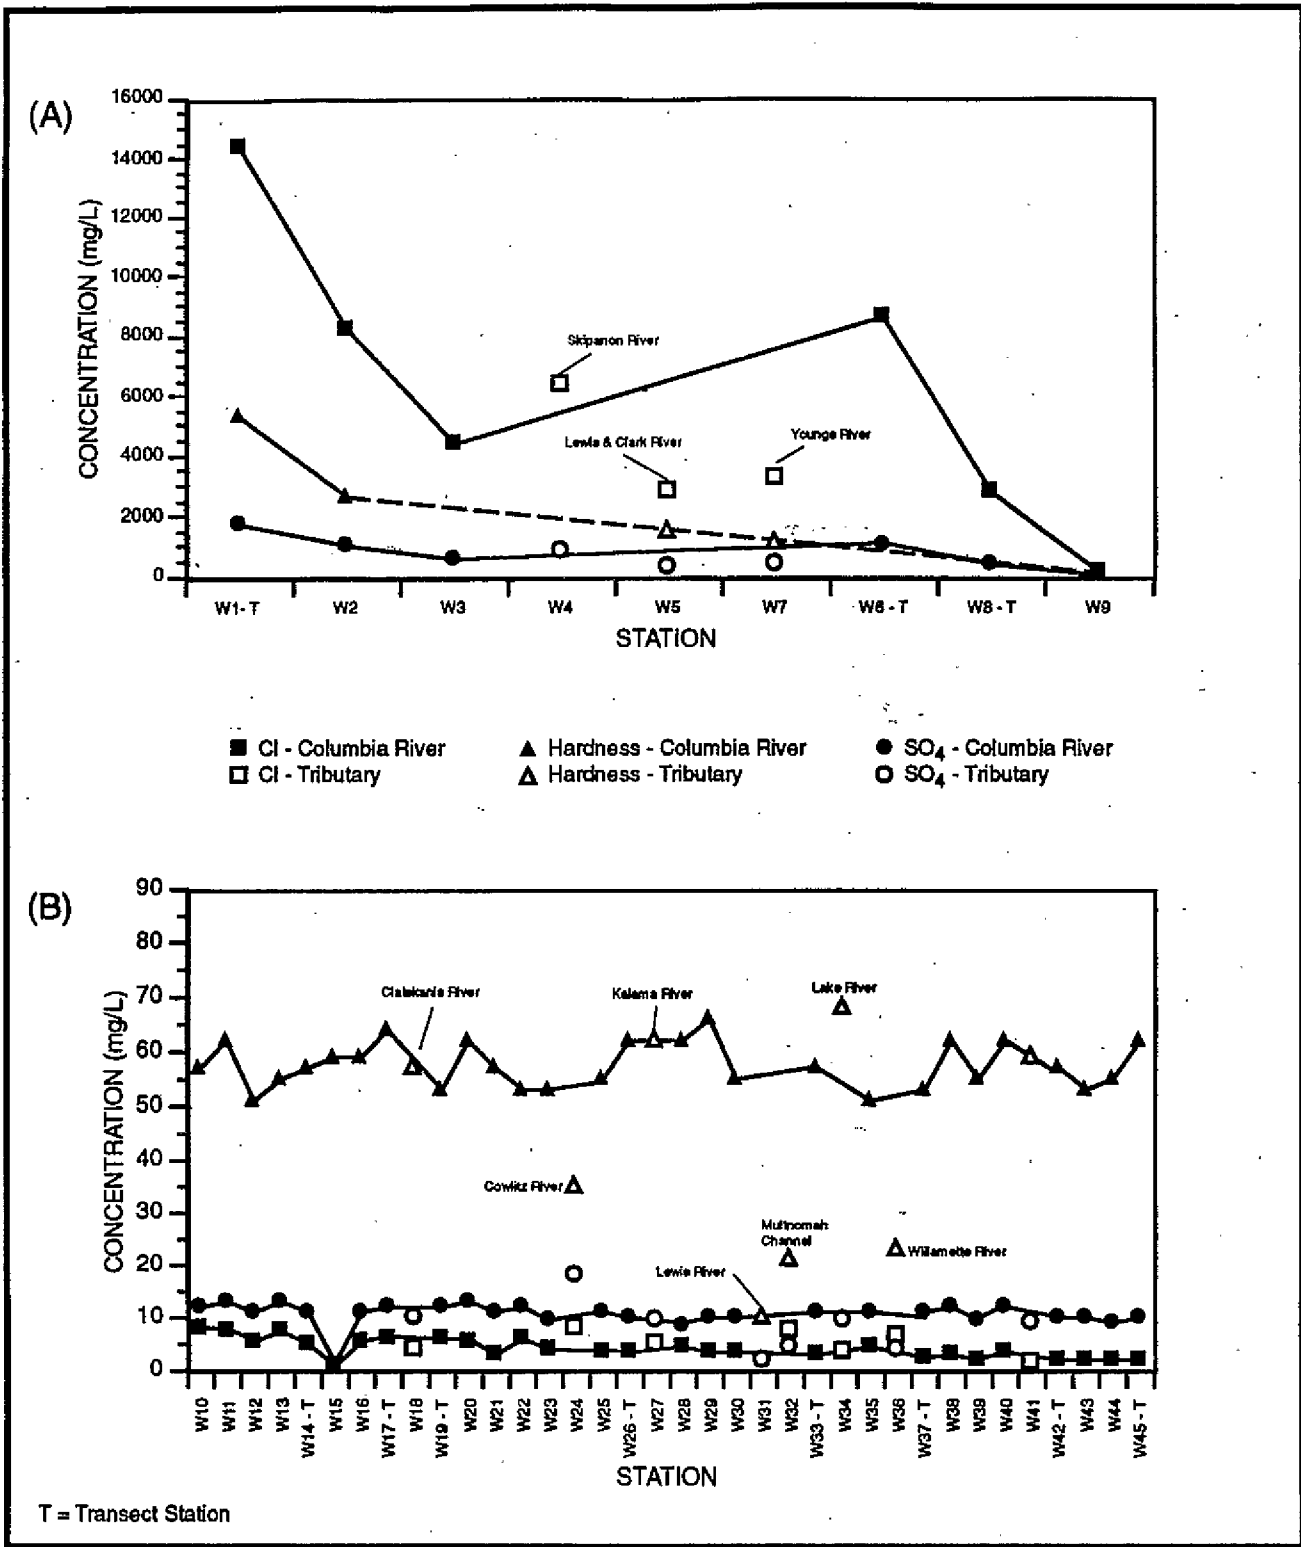 (A)
16000
14000
12000
10000
8000
6000
4000
2000
0
CONCENTRATION (mg/L)
Skipanon River
Lewis & Clark River
Youngs River
W1- T W2 W3 W4 W5 W7 W6 - T W8 - T W9
STATION
Cl - Columbia River Hardness - Columbia River SO4 - Columbia River
Cl - Tributary Hardness - Tributary SO4 - Tributary
(B)
90
80
70
60
50
40
30
20
10
0
CONCENTRATION (mg/L)
Clatskanie River
Kalama River
Lake River
Cowlitz River
Multnomah
Channel
Willamette River
Lewis River
W10 W11 W12 W13 W14 - T W15 W16 W17 - T W18 W19 - T W20 W21 W22 W23 W24 W25 W26 - T W27 W28 W29 W30 W31 W32 W33 - T W34 W35 W36 W37 - T W38 W39 W40 W41 W42 - T W43 W44 W45 - T
STATION
T = Transect Station